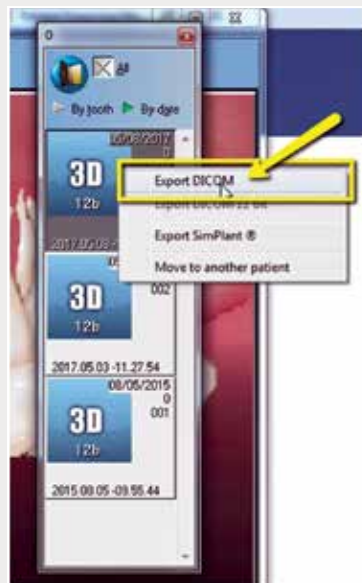 0
All
By tooth By date
05/08/2017
0
3D
12b
Export DICOM
Export SimPlant ®
Move to another patient
002
3D
12b
2017.05.03 -11.27.54
08/05/2015
0
001
3D
12b
2015.08.05 -09.55.44